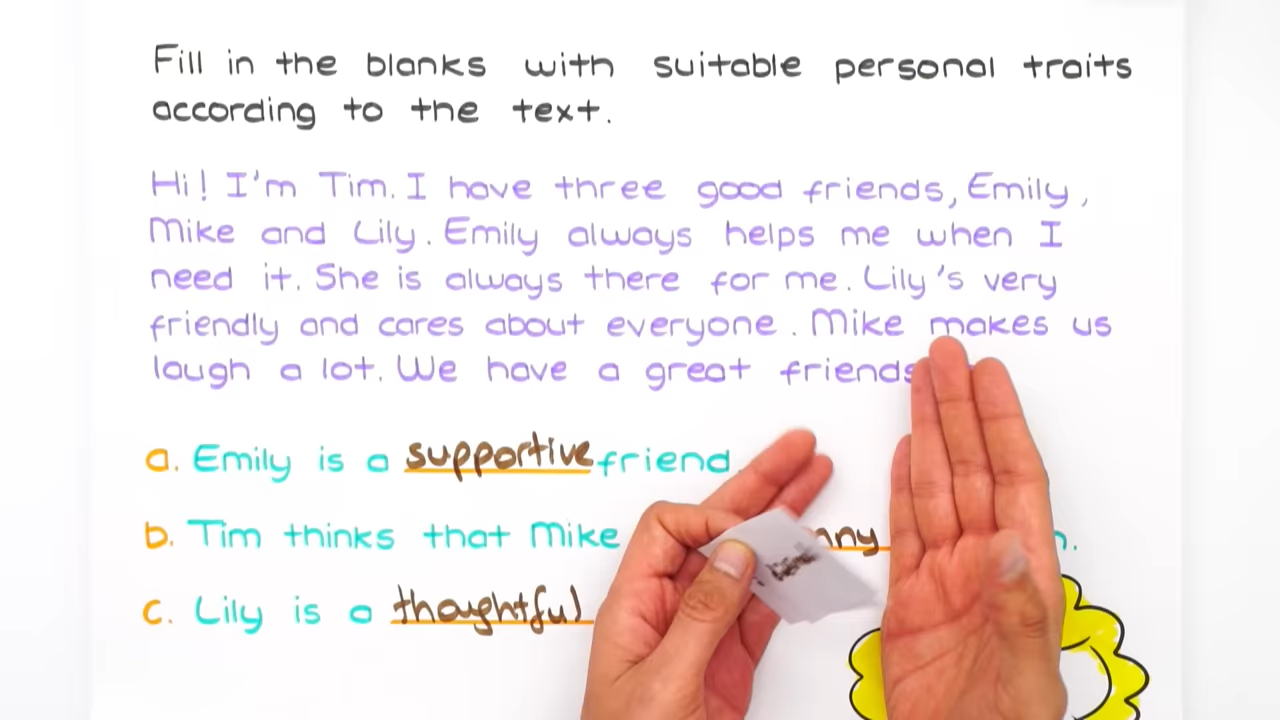 Fill in the blanks with suitable personal traits
according to the text.
Hi! I'm Tim. I have three good friends, Emily,
Mike and Lily. Emily always helps me when I
need it. She is always there for me. Lily's very
friendly and cares about everyone. Mike makes us
laugh a lot. We have a great
a. Emily is a supportive friend
b. Tim thinks that Mike
c. Lily is a thoughtful